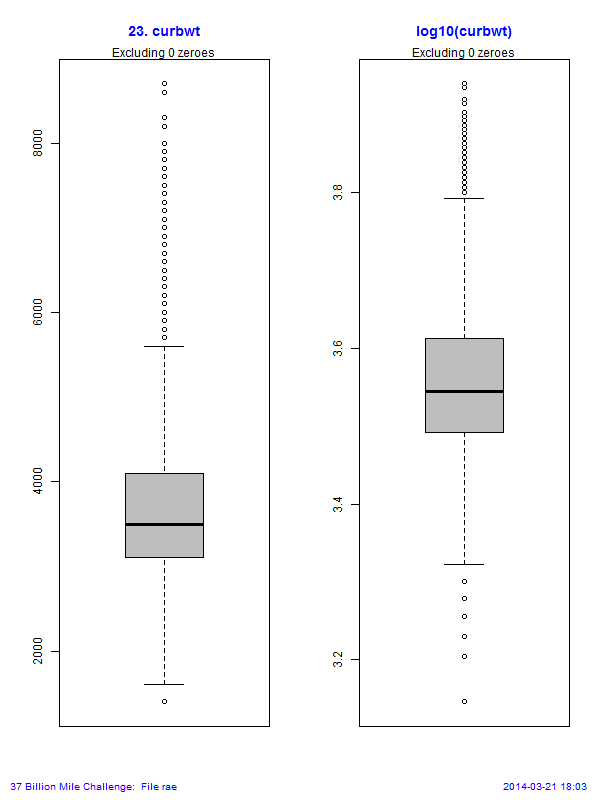 23. curbwt
Excluding 0 zeroes
8000
6000
4000
2000
log10(curbwt)
Excluding 0 zeroes
3.8
3.6
3.4
3.2
37 Billion Mile Challenge: File rae
2014-03-21 18:03